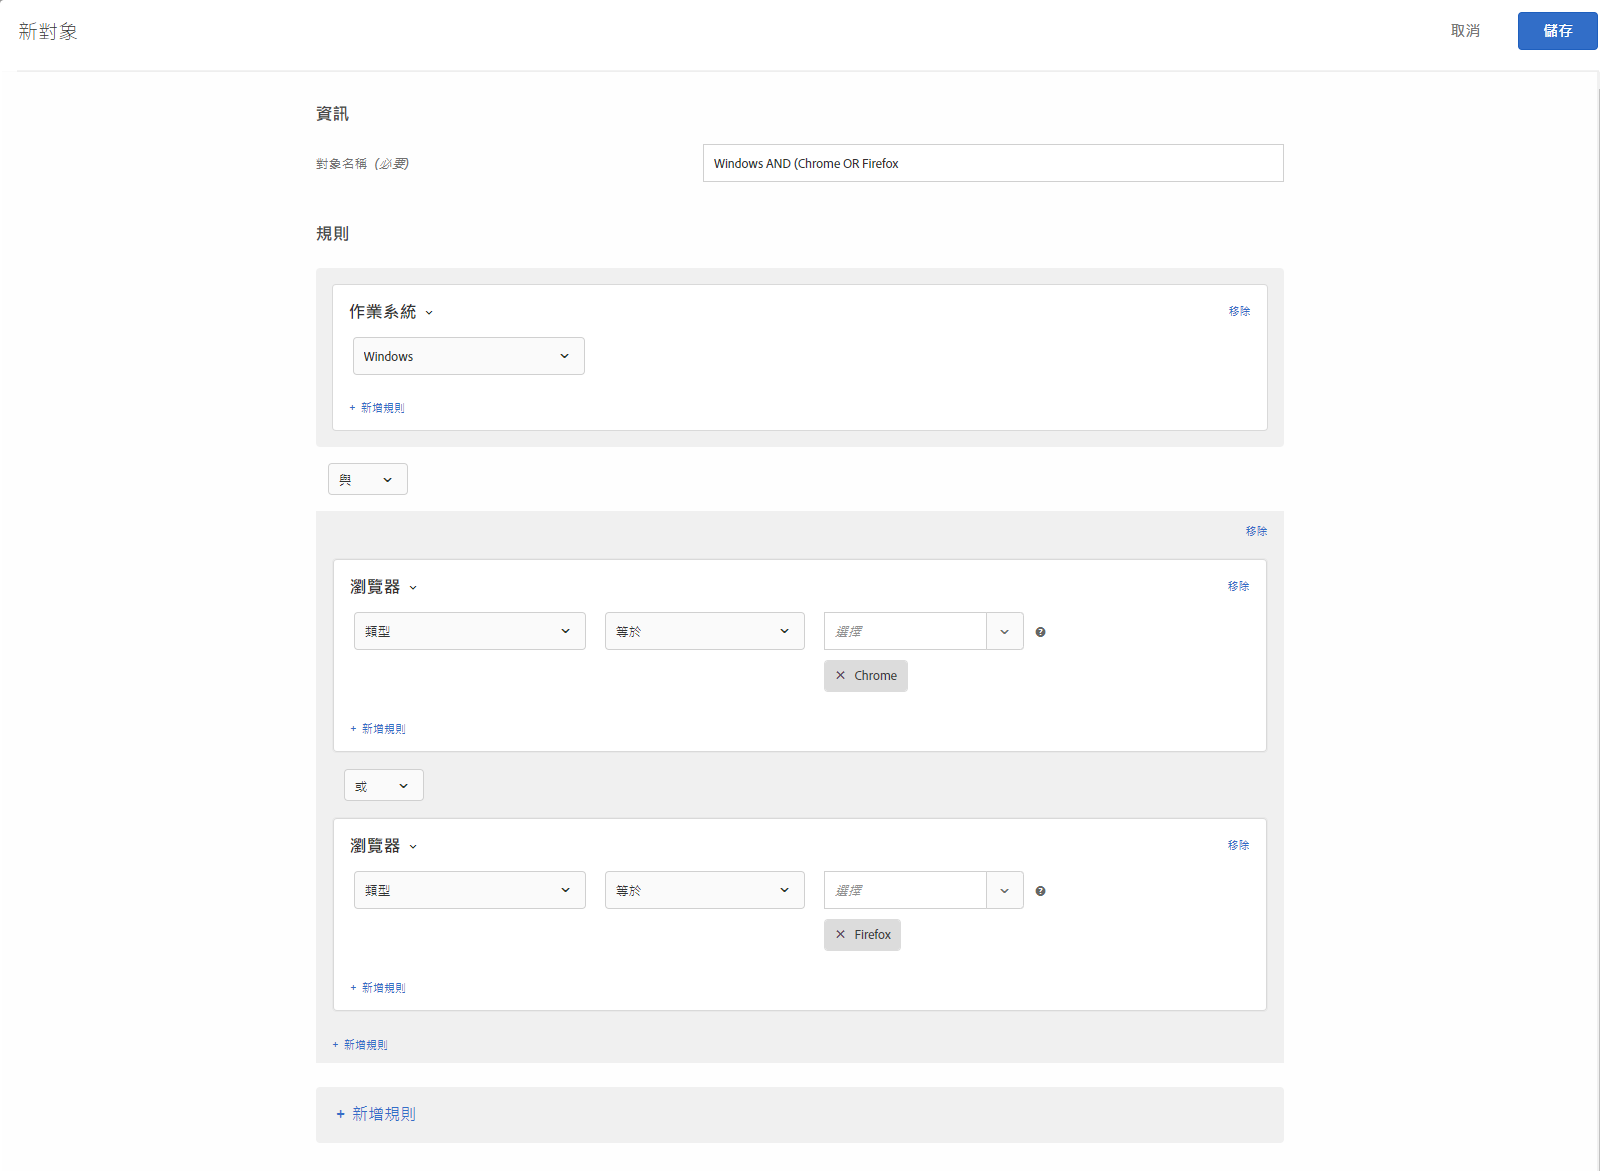 新對象
取消
儲存
資訊
對象名稱 (必要)
Windows AND (Chrome OR Firefox
規則
作業系統
移除
Windows
+ 新增規則
與
移除
瀏覽器
移除
類型
等於
選擇
Chrome
+ 新增規則
或
瀏覽器
移除
類型
等於
選擇
Firefox
+ 新增規則
+ 新增規則
+ 新增規則